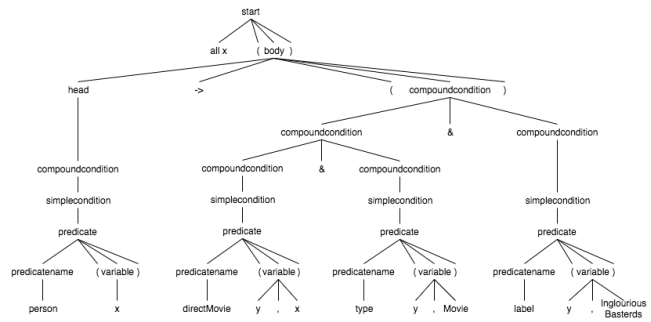 start
all x ( body )
head -> ( compoundcondition )
compoundcondition & compoundcondition
compoundcondition compoundcondition & compoundcondition
simplecondition simplecondition simplecondition simplecondition
predicate predicate predicate predicate
predicatename ( variable ) predicatename ( variable ) predicatename ( variable ) predicatename ( variable )
person x directMovie y , x type y , Movie label y , Inglourious
Basterds